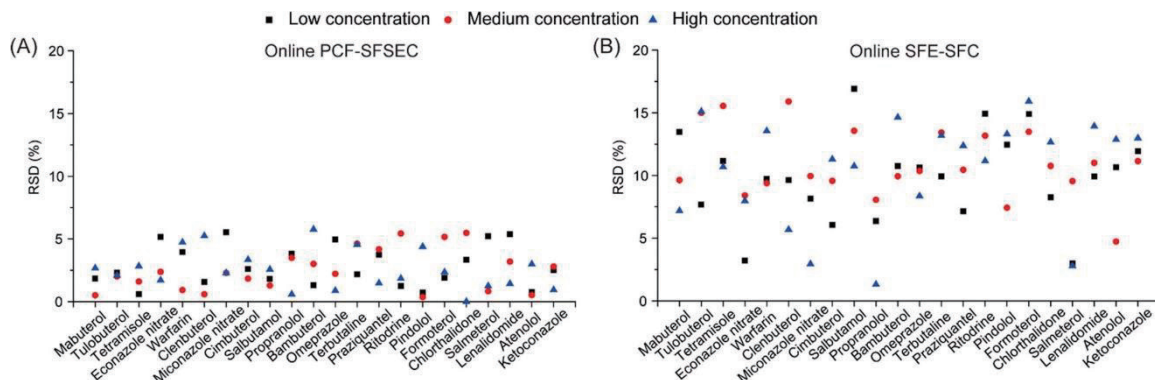 Low concentration Medium concentration High concentration
(A) Online PCF-SFSEC
20
15
10
5
0
RSD (%)
Mabuterol
Tulobuterol
Tetramisole
Econazole nitrate
Warfarin
Clenbuterol
Miconazole nitrate
Cimbuterol
Salbutamol
Propranolol
Bambuterol
Omeprazole
Terbutaline
Praziquantel
Ritodrine
Pindolol
Formoterol
Chlorthalidone
Salmeterol
Lenalidomide
Atenolol
Ketoconazole
(B) Online SFE-SFC
20
15
10
5
0
RSD (%)
Mabuterol
Tulobuterol
Tetramisole
Econazole nitrate
Warfarin
Clenbuterol
Miconazole nitrate
Cimbuterol
Salbutamol
Propranolol
Bambuterol
Omeprazole
Terbutaline
Praziquantel
Ritodrine
Pindolol
Formoterol
Chlorthalidone
Salmeterol
Lenalidomide
Atenolol
Ketoconazole